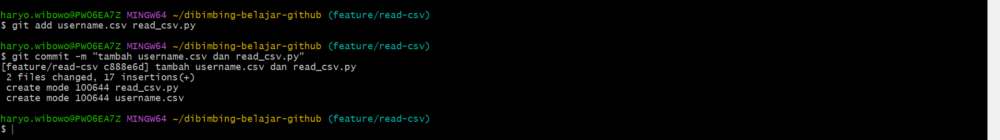 haryo.wibowo@PW06EA7Z MINGW64 ~/dibimbing-belajar-github (feature/read-csv)
$ git add username.csv read_csv.py
haryo.wibowo@PW06EA7Z MINGW64 ~/dibimbing-belajar-github (feature/read-csv)
$ git commit -m "tambah username.csv dan read_csv.py"
[feature/read-csv c888e6d] tambah username.csv dan read_csv.py
 2 files changed, 17 insertions(+)
 create mode 100644 read_csv.py
 create mode 100644 username.csv
haryo.wibowo@PW06EA7Z MINGW64 ~/dibimbing-belajar-github (feature/read-csv)
$